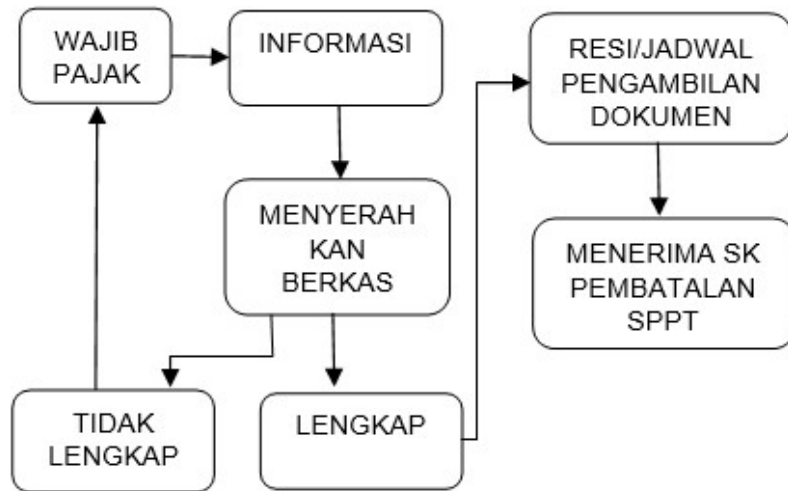 WAJIB
PAJAK
INFORMASI
MENYERAH
KAN
BERKAS
TIDAK
LENGKAP
LENGKAP
RESI/JADWAL
PENGAMBILAN
DOKUMEN
MENERIMA SK
PEMBATALAN
SPPT